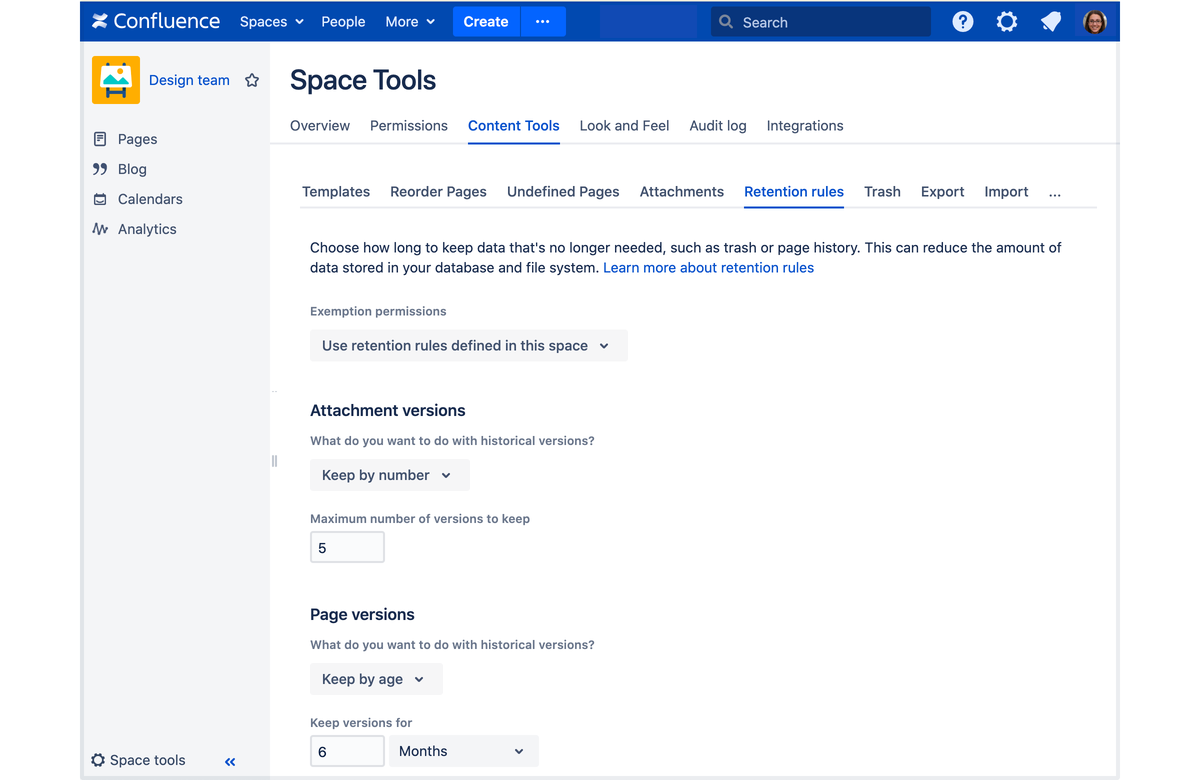 Confluence Spaces People More Create ... Search
Design team
Pages
Blog
Calendars
Analytics
Space tools
Space Tools
Overview Permissions Content Tools Look and Feel Audit log Integrations
Templates Reorder Pages Undefined Pages Attachments Retention rules Trash Export Import ...
Choose how long to keep data that's no longer needed, such as trash or page history. This can reduce the amount of
data stored in your database and file system. Learn more about retention rules
Exemption permissions
Use retention rules defined in this space
Attachment versions
What do you want to do with historical versions?
Keep by number
Maximum number of versions to keep
5
Page versions
What do you want to do with historical versions?
Keep by age
Keep versions for
6 Months